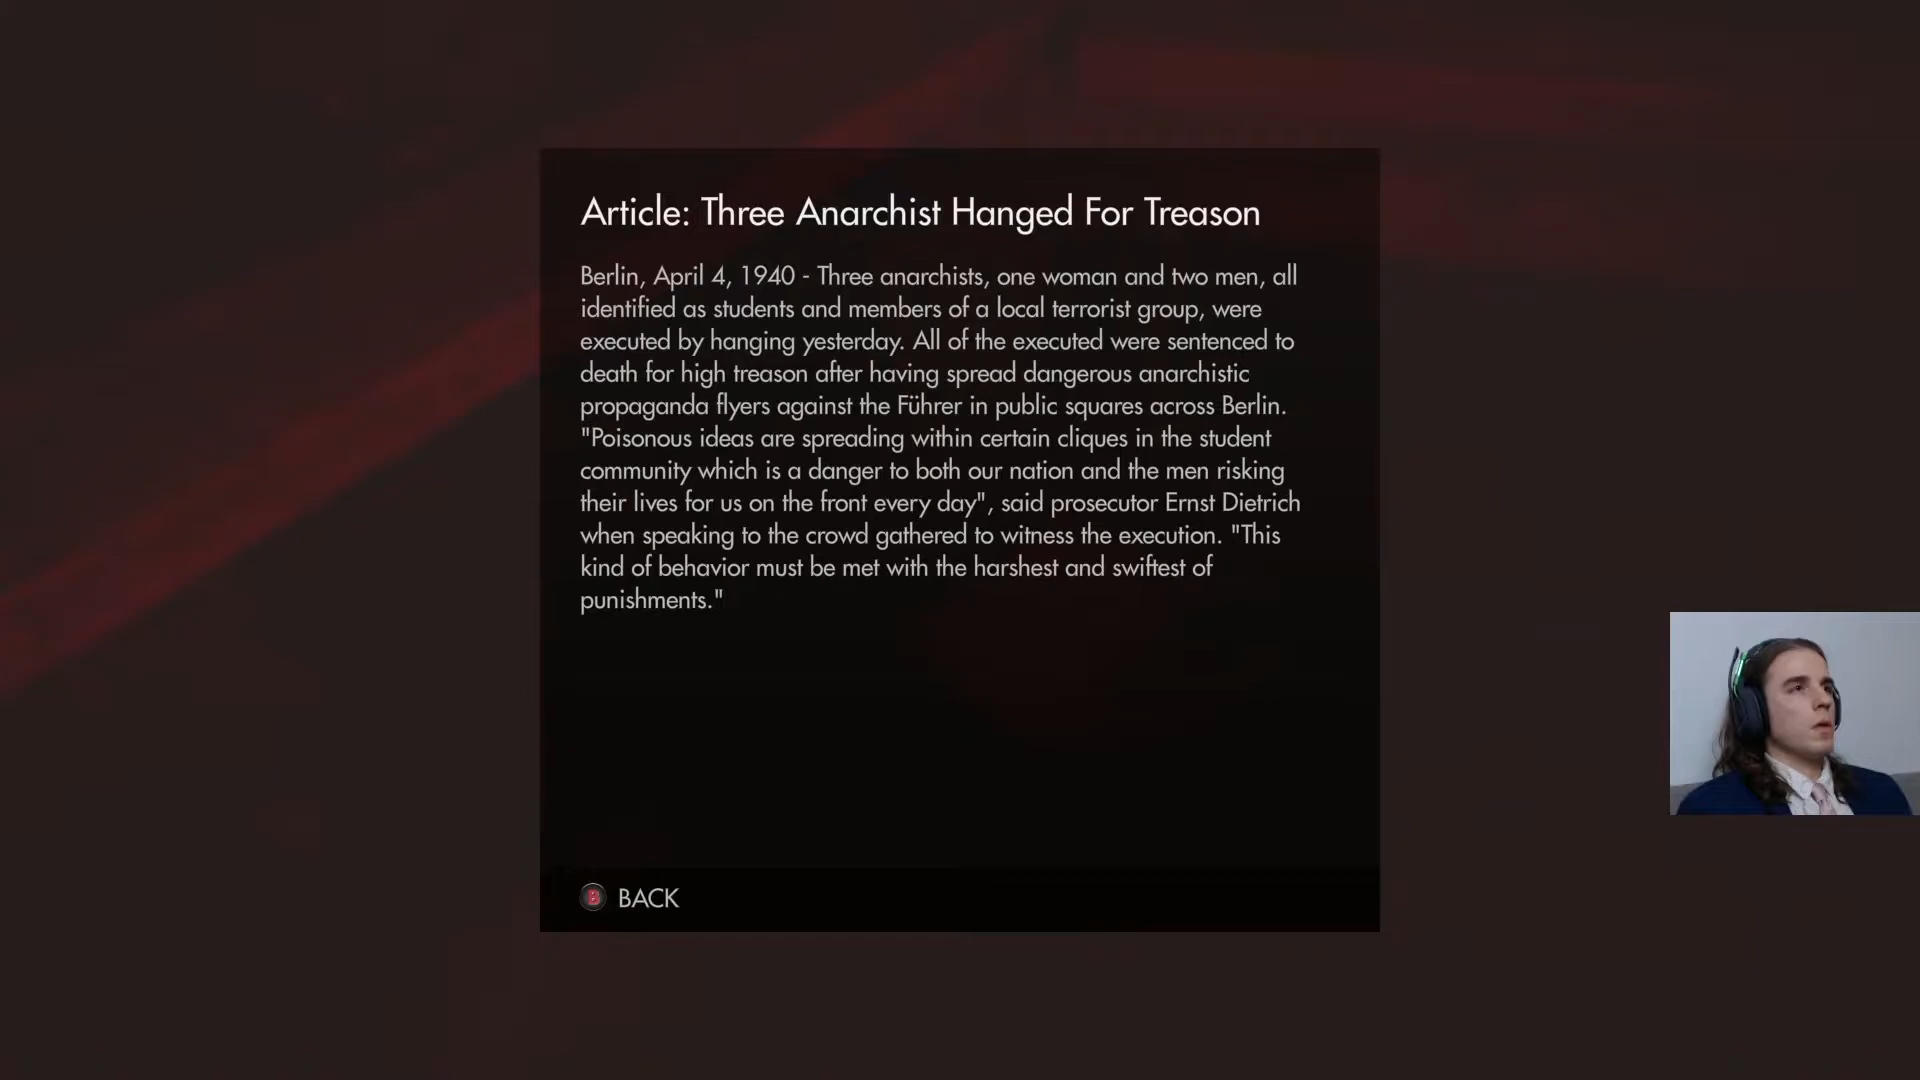 Article: Three Anarchist Hanged For Treason
Berlin, April 4, 1940 - Three anarchists, one woman and two men, all
identified as students and members of a local terrorist group, were
executed by hanging yesterday. All of the executed were sentenced to
death for high treason after having spread dangerous anarchistic
propaganda flyers against the Führer in public squares across Berlin.
"Poisonous ideas are spreading within certain cliques in the student
community which is a danger to both our nation and the men risking
their lives for us on the front every day", said prosecutor Ernst Dietrich
when speaking to the crowd gathered to witness the execution. "This
kind of behavior must be met with the harshest and swiftest of
punishments."
B BACK